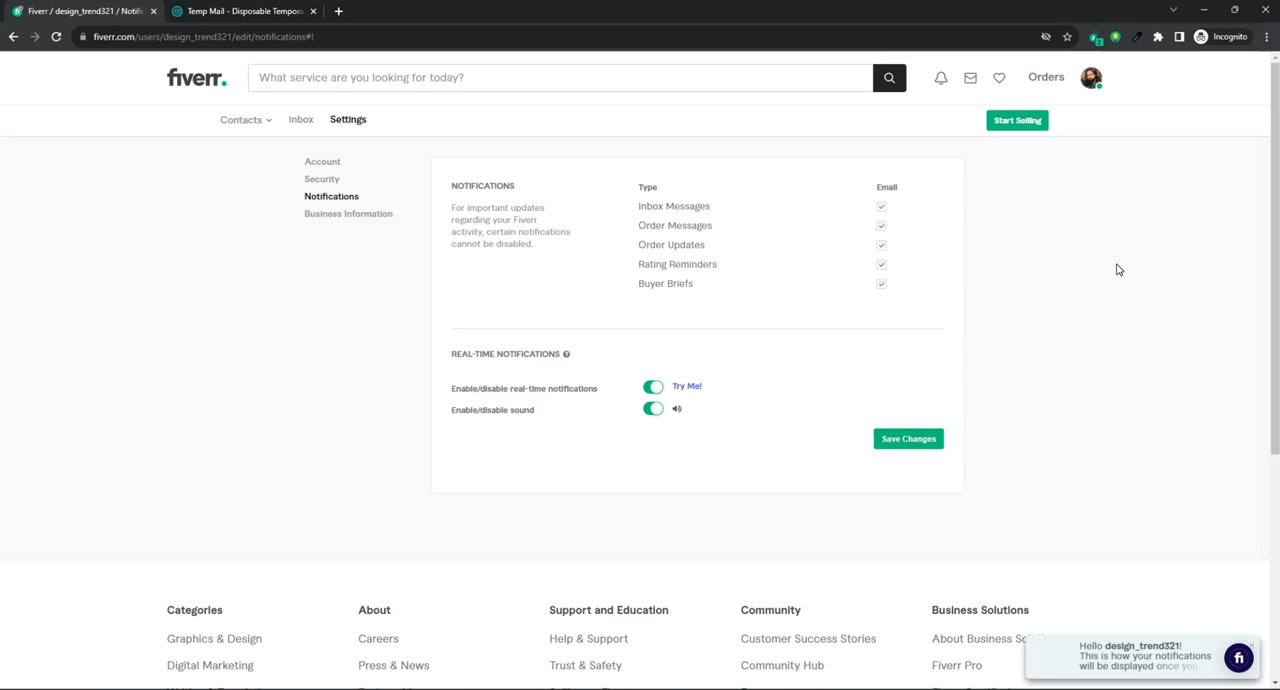 Fiverr / design_trend321 / Notifi
Temp Mail - Disposable Tempora
fiverr.com/users/design_trend321/edit/notifications#!
2
Incognito
fiverr.
What service are you looking for today?
Orders
Contacts
Inbox
Settings
Start Selling
Account
Security
Notifications
Business Information
NOTIFICATIONS
For important updates
regarding your Fiverr
activity, certain notifications
cannot be disabled.
Type
Email
Inbox Messages
Order Messages
Order Updates
Rating Reminders
Buyer Briefs
REAL-TIME NOTIFICATIONS
Enable/disable real-time notifications
Try Me!
Enable/disable sound
Save Changes
Categories
About
Support and Education
Community
Business Solutions
Graphics & Design
Careers
Help & Support
Customer Success Stories
About Business
Digital Marketing
Press & News
Trust & Safety
Community Hub
Fiverr Pro
Hello design_trend321!
This is how your notifications
will be displayed once you
fi